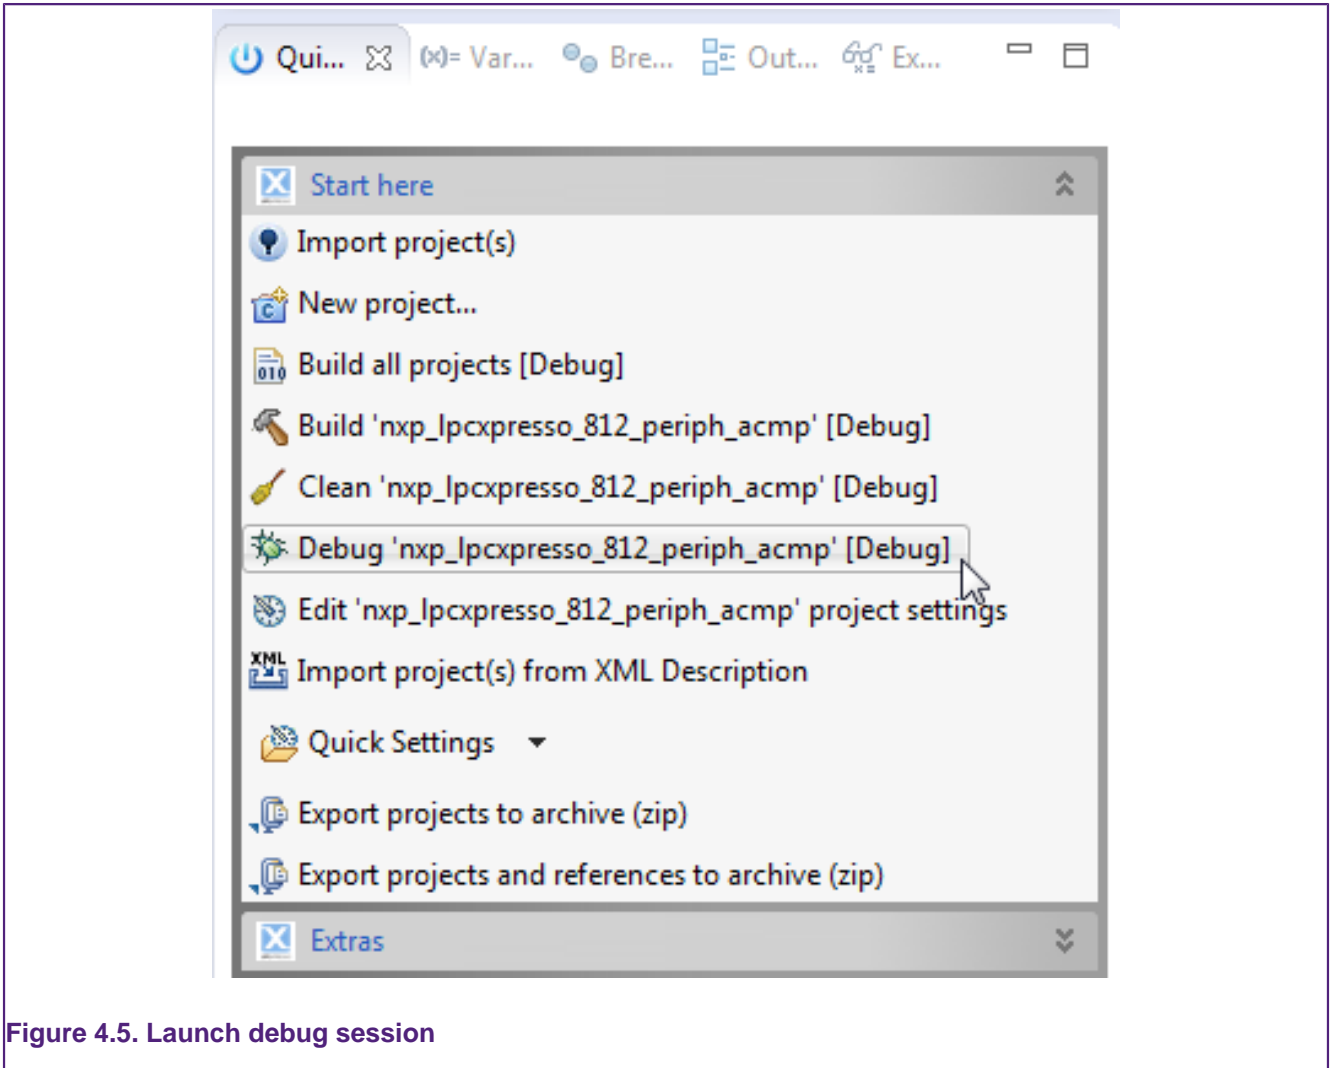 Qui... (x)= Var... Bre... Out... Ex...
Start here
Import project(s)
New project...
Build all projects [Debug]
Build 'nxp_lpcxpresso_812_periph_acmp' [Debug]
Clean 'nxp_lpcxpresso_812_periph_acmp' [Debug]
Debug 'nxp_lpcxpresso_812_periph_acmp' [Debug]
Edit 'nxp_lpcxpresso_812_periph_acmp' project settings
Import project(s) from XML Description
Quick Settings
Export projects to archive (zip)
Export projects and references to archive (zip)
Extras
Figure 4.5. Launch debug session